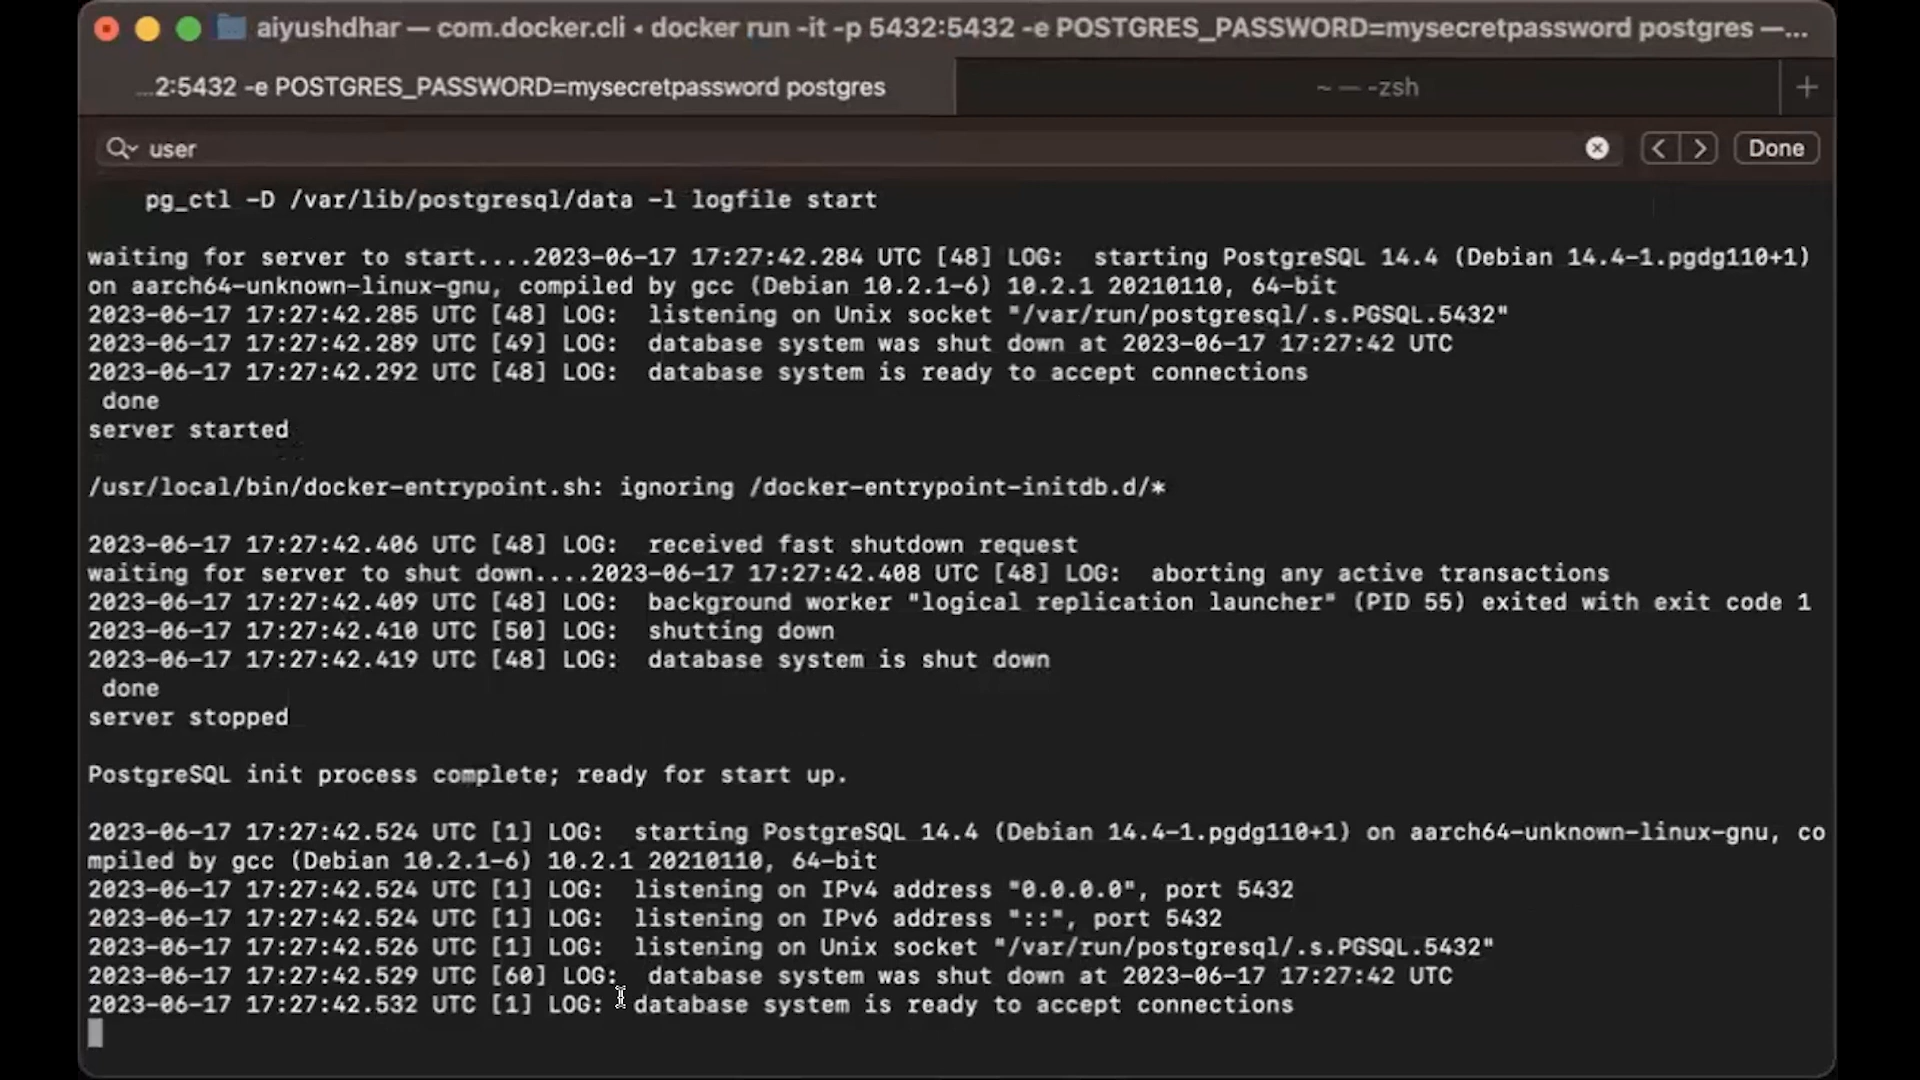 aiyushdhar — com.docker.cli ◂ docker run -it -p 5432:5432 -e POSTGRES_PASSWORD=mysecretpassword postgres —...
...2:5432 -e POSTGRES_PASSWORD=mysecretpassword postgres
~ — -zsh
+
user
Done
pg_ctl -D /var/lib/postgresql/data -l logfile start
waiting for server to start....2023-06-17 17:27:42.284 UTC [48] LOG:  starting PostgreSQL 14.4 (Debian 14.4-1.pgdg110+1)
on aarch64-unknown-linux-gnu, compiled by gcc (Debian 10.2.1-6) 10.2.1 20210110, 64-bit
2023-06-17 17:27:42.285 UTC [48] LOG:  listening on Unix socket "/var/run/postgresql/.s.PGSQL.5432"
2023-06-17 17:27:42.289 UTC [49] LOG:  database system was shut down at 2023-06-17 17:27:42 UTC
2023-06-17 17:27:42.292 UTC [48] LOG:  database system is ready to accept connections
done
server started
/usr/local/bin/docker-entrypoint.sh: ignoring /docker-entrypoint-initdb.d/*
2023-06-17 17:27:42.406 UTC [48] LOG:  received fast shutdown request
waiting for server to shut down....2023-06-17 17:27:42.408 UTC [48] LOG:  aborting any active transactions
2023-06-17 17:27:42.409 UTC [48] LOG:  background worker "logical replication launcher" (PID 55) exited with exit code 1
2023-06-17 17:27:42.410 UTC [50] LOG:  shutting down
2023-06-17 17:27:42.419 UTC [48] LOG:  database system is shut down
done
server stopped
PostgreSQL init process complete; ready for start up.
2023-06-17 17:27:42.524 UTC [1] LOG:  starting PostgreSQL 14.4 (Debian 14.4-1.pgdg110+1) on aarch64-unknown-linux-gnu, co
mpiled by gcc (Debian 10.2.1-6) 10.2.1 20210110, 64-bit
2023-06-17 17:27:42.524 UTC [1] LOG:  listening on IPv4 address "0.0.0.0", port 5432
2023-06-17 17:27:42.524 UTC [1] LOG:  listening on IPv6 address "::", port 5432
2023-06-17 17:27:42.526 UTC [1] LOG:  listening on Unix socket "/var/run/postgresql/.s.PGSQL.5432"
2023-06-17 17:27:42.529 UTC [60] LOG:  database system was shut down at 2023-06-17 17:27:42 UTC
2023-06-17 17:27:42.532 UTC [1] LOG:  database system is ready to accept connections